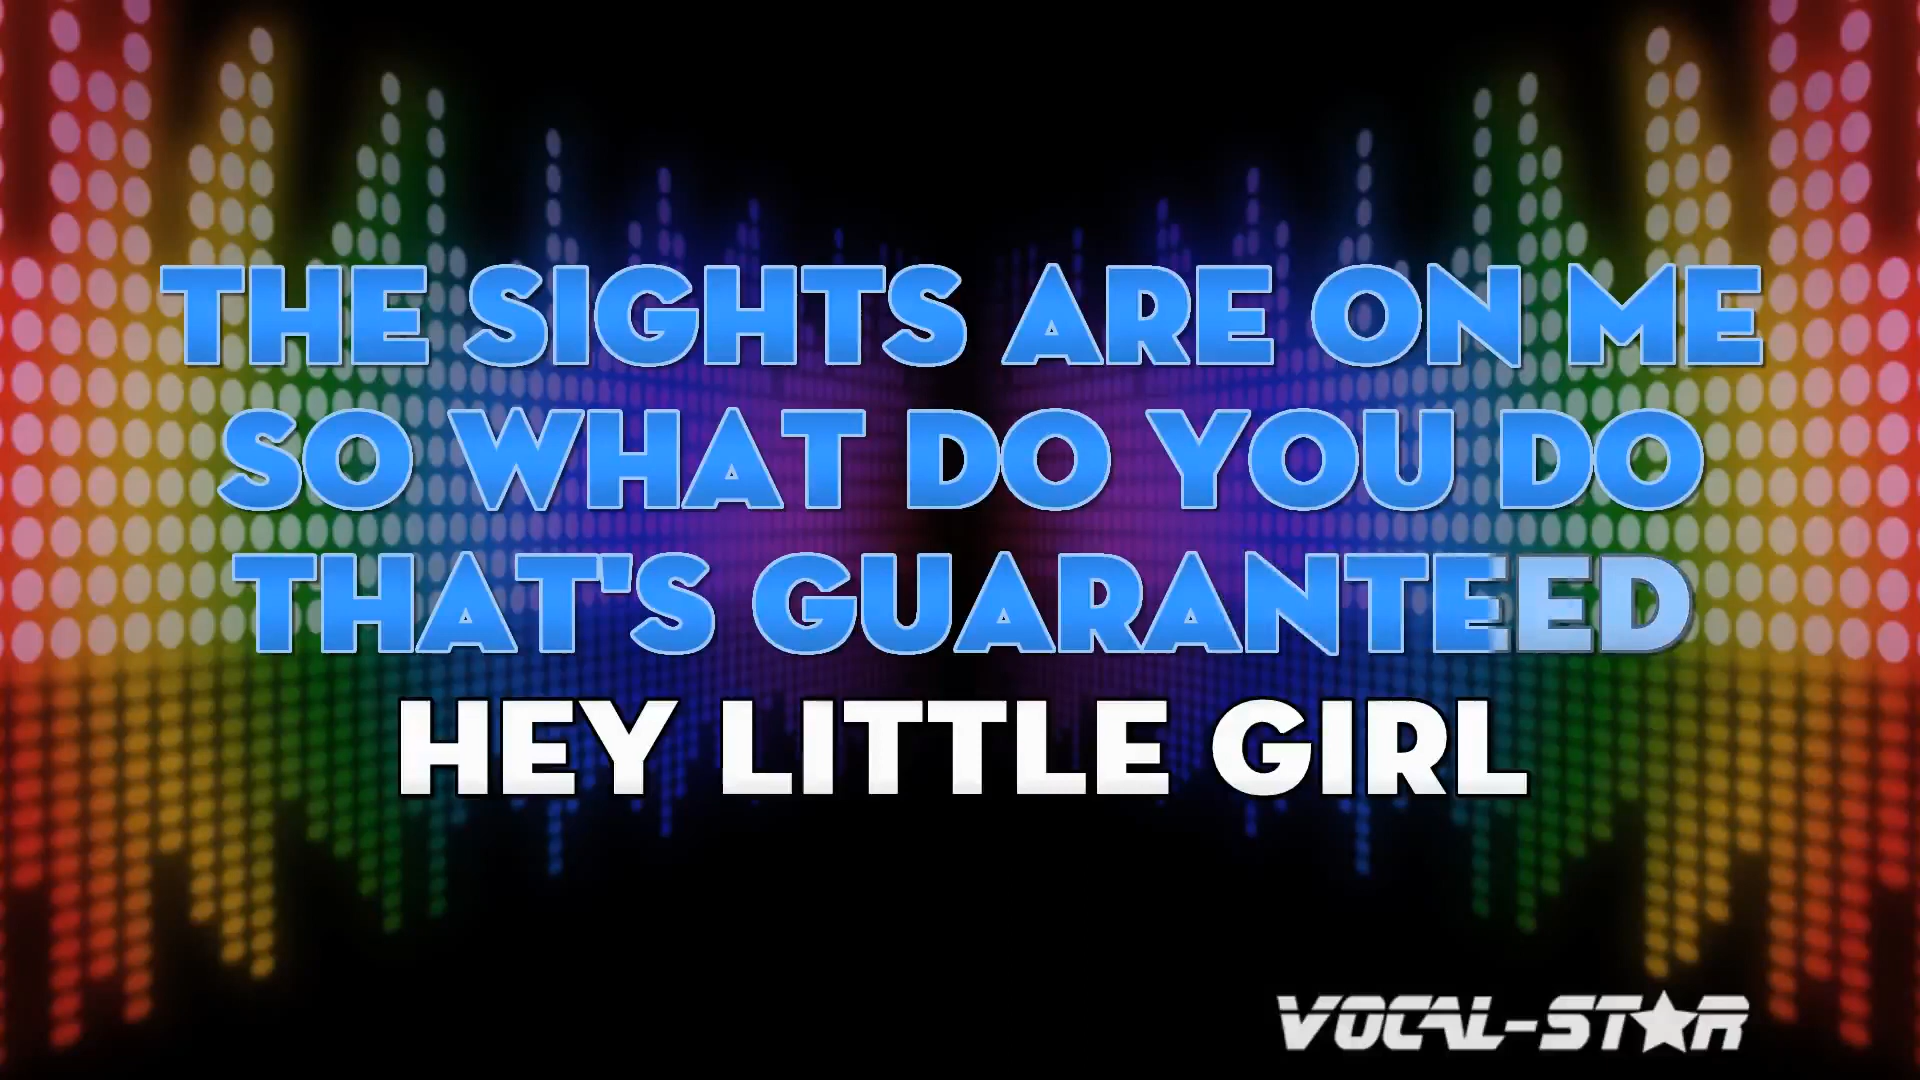 THE SIGHTS ARE ON ME
SO WHAT DO YOU DO
THAT'S GUARANTEED
HEY LITTLE GIRL
VOCAL-STAR